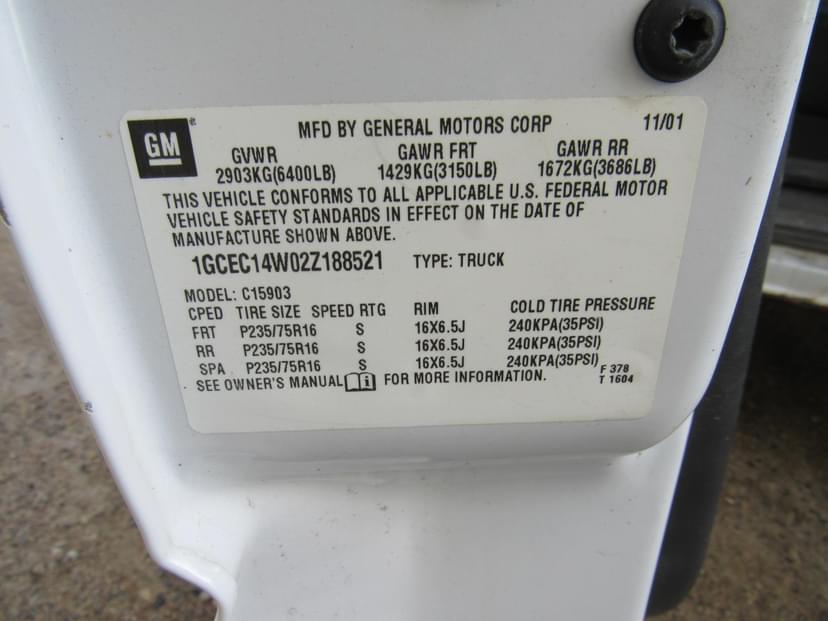 GM
MFD BY GENERAL MOTORS CORP 11/01
GVWR GAWR FRT GAWR RR
2903KG(6400LB) 1429KG(3150LB) 1672KG(3686LB)
THIS VEHICLE CONFORMS TO ALL APPLICABLE U.S. FEDERAL MOTOR
VEHICLE SAFETY STANDARDS IN EFFECT ON THE DATE OF
MANUFACTURE SHOWN ABOVE.
1GCEC14W02Z188521 TYPE: TRUCK
MODEL: C15903
CPED TIRE SIZE SPEED RTG RIM COLD TIRE PRESSURE
FRT P235/75R16 S 16X6.5J 240KPA(35PSI)
RR P235/75R16 S 16X6.5J 240KPA(35PSI)
SPA P235/75R16 S 16X6.5J 240KPA(35PSI)
SEE OWNER'S MANUAL FOR MORE INFORMATION.
F 378
T 1604